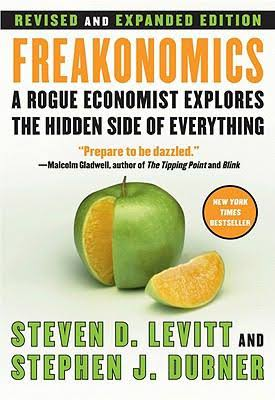 REVISED AND EXPANDED EDITION
FREAKONOMICS
A ROGUE ECONOMIST EXPLORES
THE HIDDEN SIDE OF EVERYTHING
“Prepare to be dazzled.”
—Malcolm Gladwell, author of The Tipping Point and Blink
NEW YORK
TIMES
BESTSELLER
STEVEN D. LEVITT AND
STEPHEN J. DUBNER